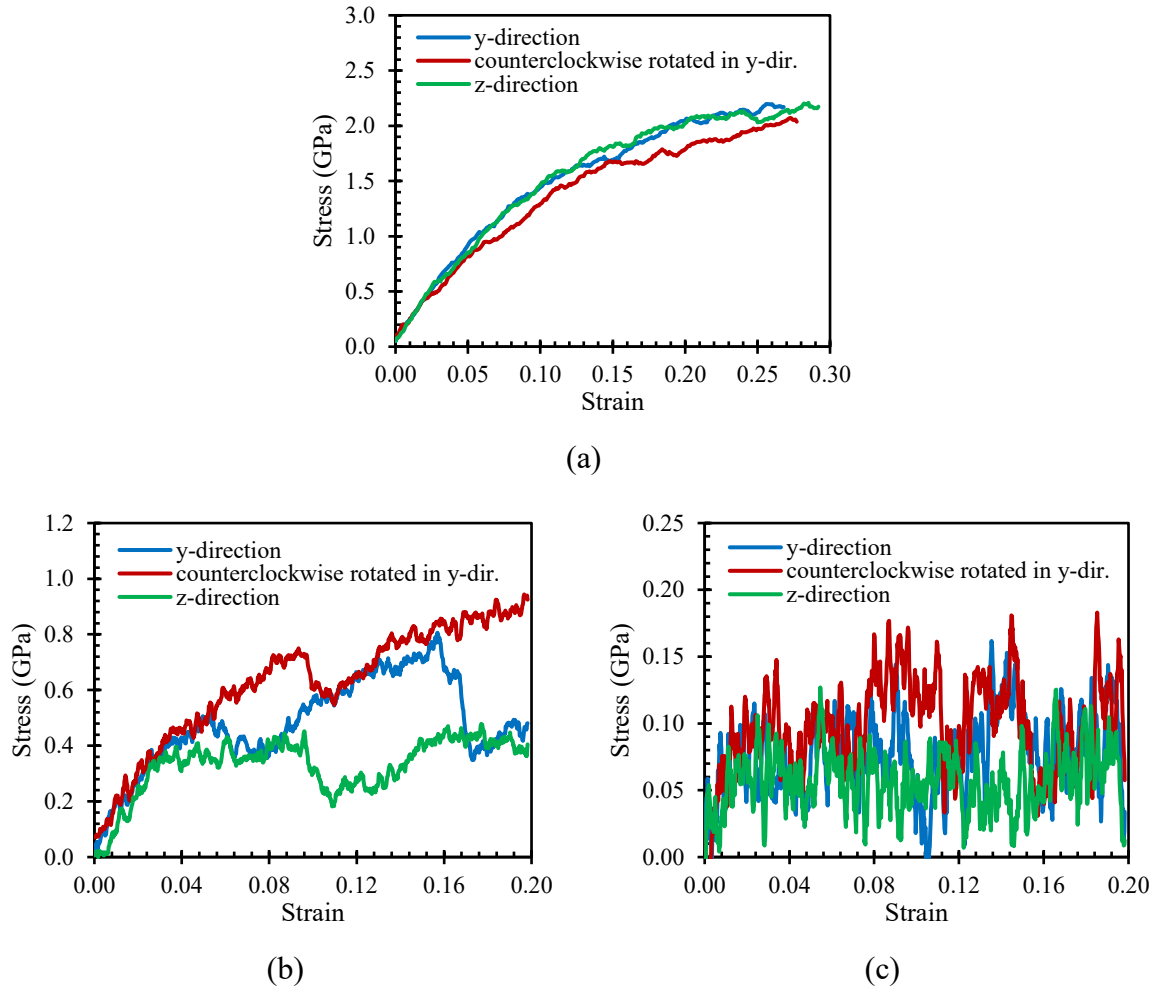 3.0
2.5
2.0
1.5
1.0
0.5
0.0
Stress (GPa)
y-direction
counterclockwise rotated in y-dir.
z-direction
0.00 0.05 0.10 0.15 0.20 0.25 0.30
Strain
(a)
1.2
1.0
0.8
0.6
0.4
0.2
0.0
Stress (GPa)
y-direction
counterclockwise rotated in y-dir.
z-direction
0.00 0.04 0.08 0.12 0.16 0.20
Strain
(b)
0.25
0.20
0.15
0.10
0.05
0.00
Stress (GPa)
y-direction
counterclockwise rotated in y-dir.
z-direction
0.00 0.04 0.08 0.12 0.16 0.20
Strain
(c)